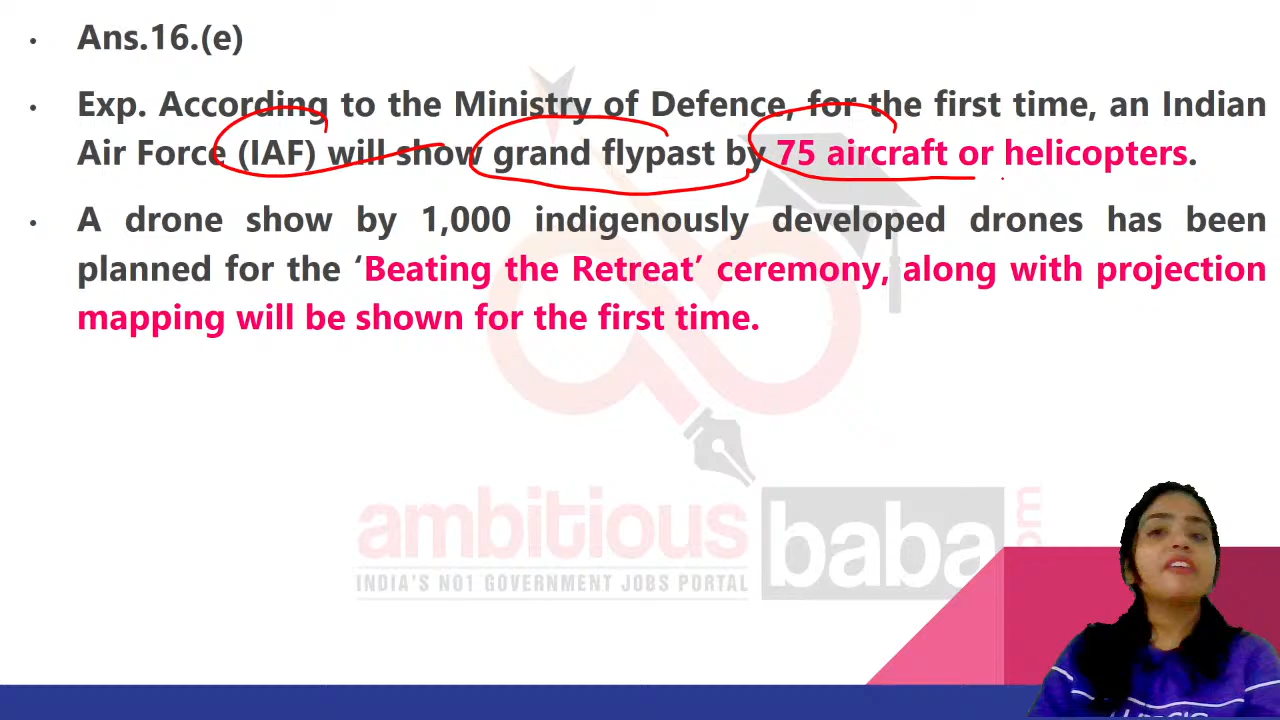 · Ans.16.(e)
· Exp. According to the Ministry of Defence, for the first time, an Indian
Air Force (IAF) will show grand flypast by 75 aircraft or helicopters.
· A drone show by 1,000 indigenously developed drones has been
planned for the ‘Beating the Retreat’ ceremony, along with projection
mapping will be shown for the first time.
ambitious baba
INDIA'S NO1 GOVERNMENT JOBS PORTAL